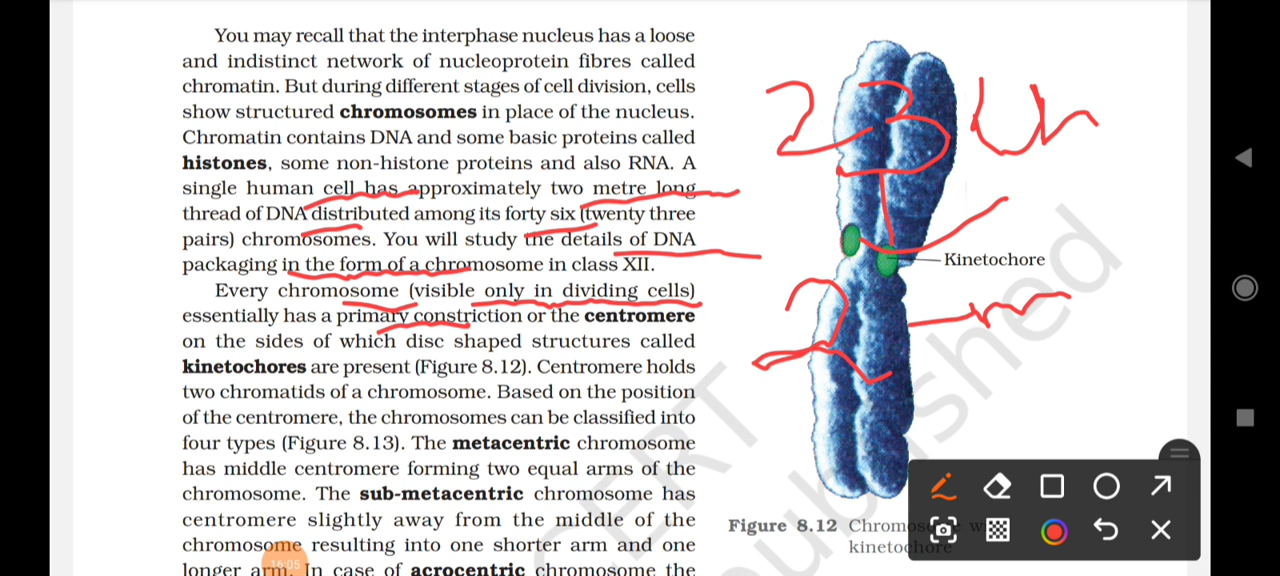 You may recall that the interphase nucleus has a loose
and indistinct network of nucleoprotein fibres called
chromatin. But during different stages of cell division, cells
show structured chromosomes in place of the nucleus.
Chromatin contains DNA and some basic proteins called
histones, some non-histone proteins and also RNA. A
single human cell has approximately two metre long
thread of DNA distributed among its forty six (twenty three
pairs) chromosomes. You will study the details of DNA
packaging in the form of a chromosome in class XII.
Every chromosome (visible only in dividing cells)
essentially has a primary constriction or the centromere
on the sides of which disc shaped structures called
kinetochores are present (Figure 8.12). Centromere holds
two chromatids of a chromosome. Based on the position
of the centromere, the chromosomes can be classified into
four types (Figure 8.13). The metacentric chromosome
has middle centromere forming two equal arms of the
chromosome. The sub-metacentric chromosome has
centromere slightly away from the middle of the
chromosome resulting into one shorter arm and one
longer arm. In case of acrocentric chromosome the
23
Kinetochore
2 m
Figure 8.12 Chromosome
kinetochore
16:05